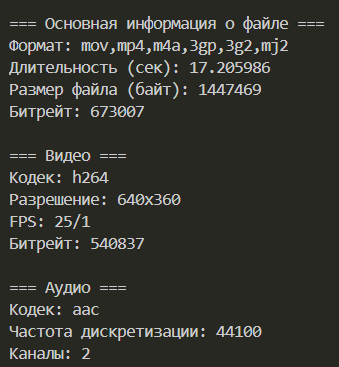 === Основная информация о файле ===
Формат: mov,mp4,m4a,3gp,3g2,mj2
Длительность (сек): 17.205986
Размер файла (байт): 1447469
Битрейт: 673007
=== Видео ===
Кодек: h264
Разрешение: 640x360
FPS: 25/1
Битрейт: 540837
=== Аудио ===
Кодек: aac
Частота дискретизации: 44100
Каналы: 2